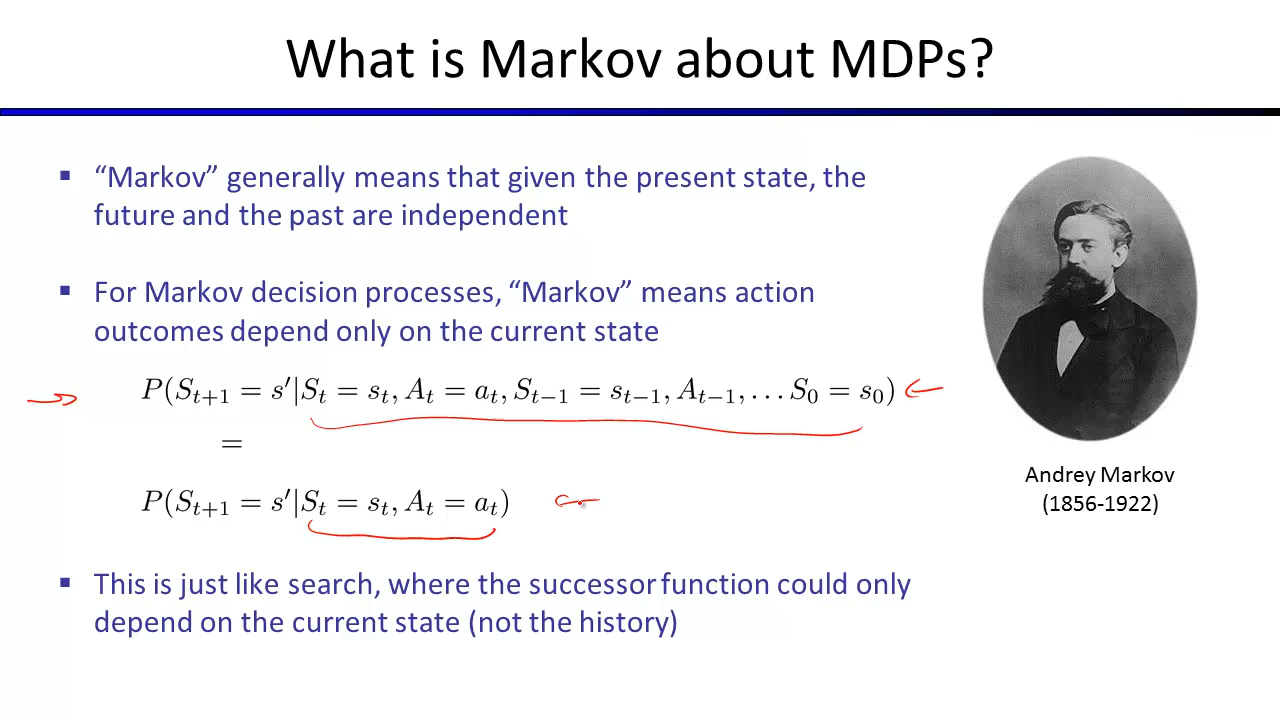 What is Markov about MDPs?
▪ “Markov” generally means that given the present state, the
future and the past are independent
▪ For Markov decision processes, “Markov” means action
outcomes depend only on the current state
P(S_{t+1} = s′|S_t = s_t, A_t = a_t, S_{t−1} = s_{t−1}, A_{t−1}, … S_0 = s_0)
=
P(S_{t+1} = s′|S_t = s_t, A_t = a_t)
▪ This is just like search, where the successor function could only
depend on the current state (not the history)
Andrey Markov
(1856-1922)